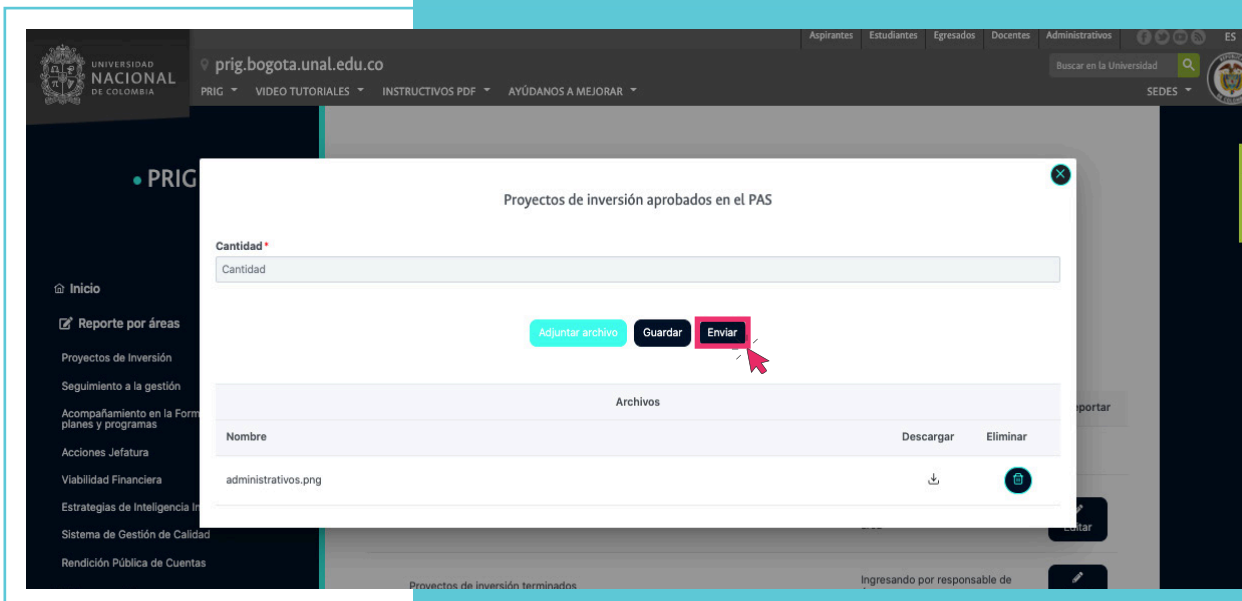 Aspirantes Estudiantes Egresados Docentes Administrativos ES
UNIVERSIDAD
NACIONAL
DE COLOMBIA
prig.bogota.unal.edu.co
Buscar en la Universidad
PRIG VIDEO TUTORIALES INSTRUCTIVOS PDF AYÚDANOS A MEJORAR SEDES
PRIG
Inicio
Reporte por áreas
Proyectos de Inversión
Seguimiento a la gestión
Acompañamiento en la Form
planes y programas
Acciones Jefatura
Viabilidad Financiera
Estrategias de Inteligencia In
Sistema de Gestión de Calidad
Rendición Pública de Cuentas
Proyectos de inversión aprobados en el PAS
Cantidad*
Cantidad
Adjuntar archivo Guardar Enviar
Archivos
Nombre Descargar Eliminar
administrativos.png
portar
Editar
Proyectos de inversión terminados
Ingresando por responsable de